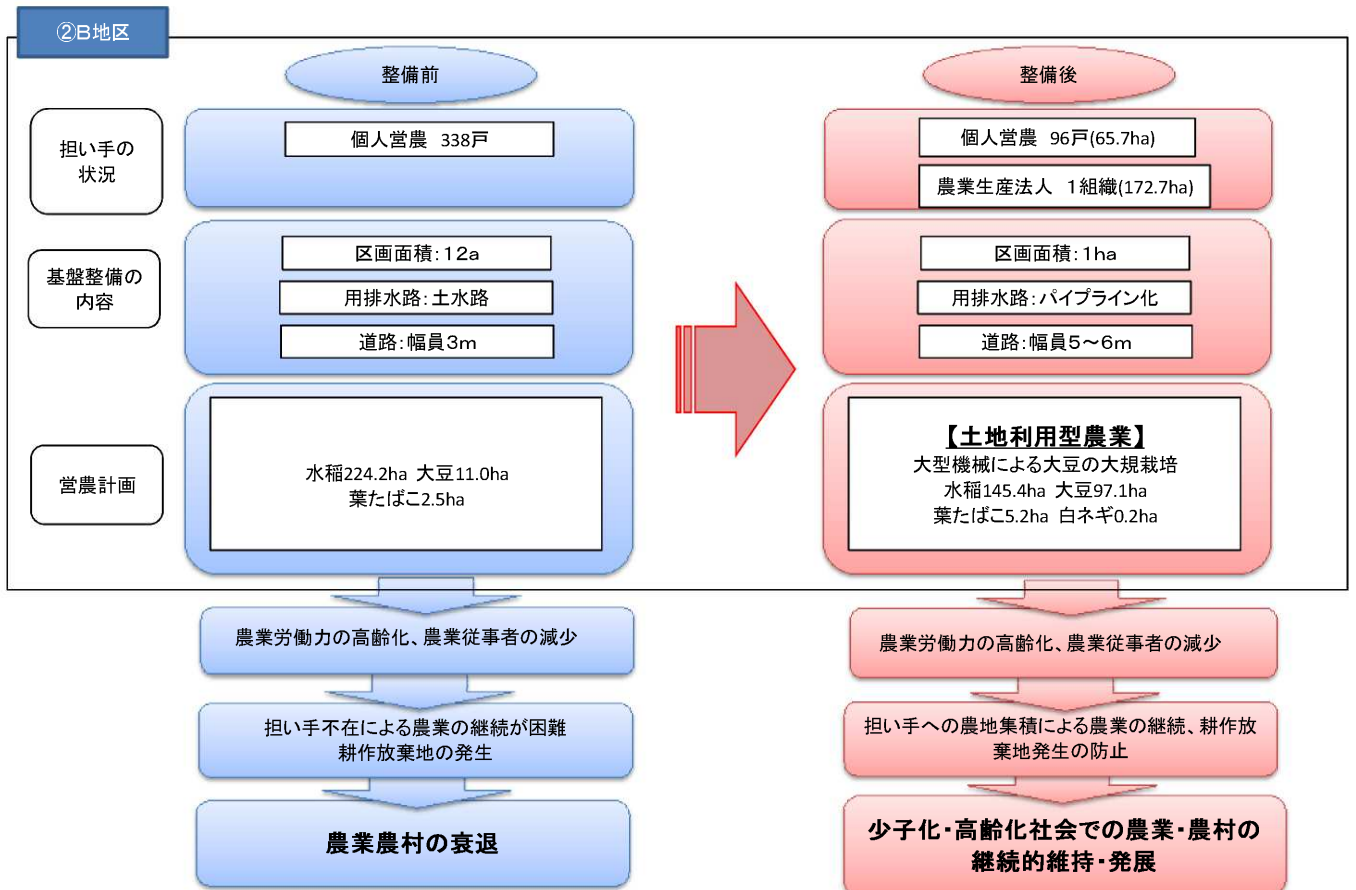 ②B地区
整備前
整備後
担い手の
状況
個人営農 338戸
個人営農 96戸(65.7ha)
農業生産法人 1組織(172.7ha)
基盤整備の
内容
区画面積:12a
用排水路:土水路
道路:幅員3m
区画面積:1ha
用排水路:パイプライン化
道路:幅員5~6m
営農計画
水稲224.2ha 大豆11.0ha
葉たばこ2.5ha
【土地利用型農業】
大型機械による大豆の大規栽培
水稲145.4ha 大豆97.1ha
葉たばこ5.2ha 白ネギ0.2ha
農業労働力の高齢化、農業従事者の減少
担い手不在による農業の継続が困難
耕作放棄地の発生
農業農村の衰退
農業労働力の高齢化、農業従事者の減少
担い手への農地集積による農業の継続、耕作放
棄地発生の防止
少子化・高齢化社会での農業・農村の
継続的維持・発展